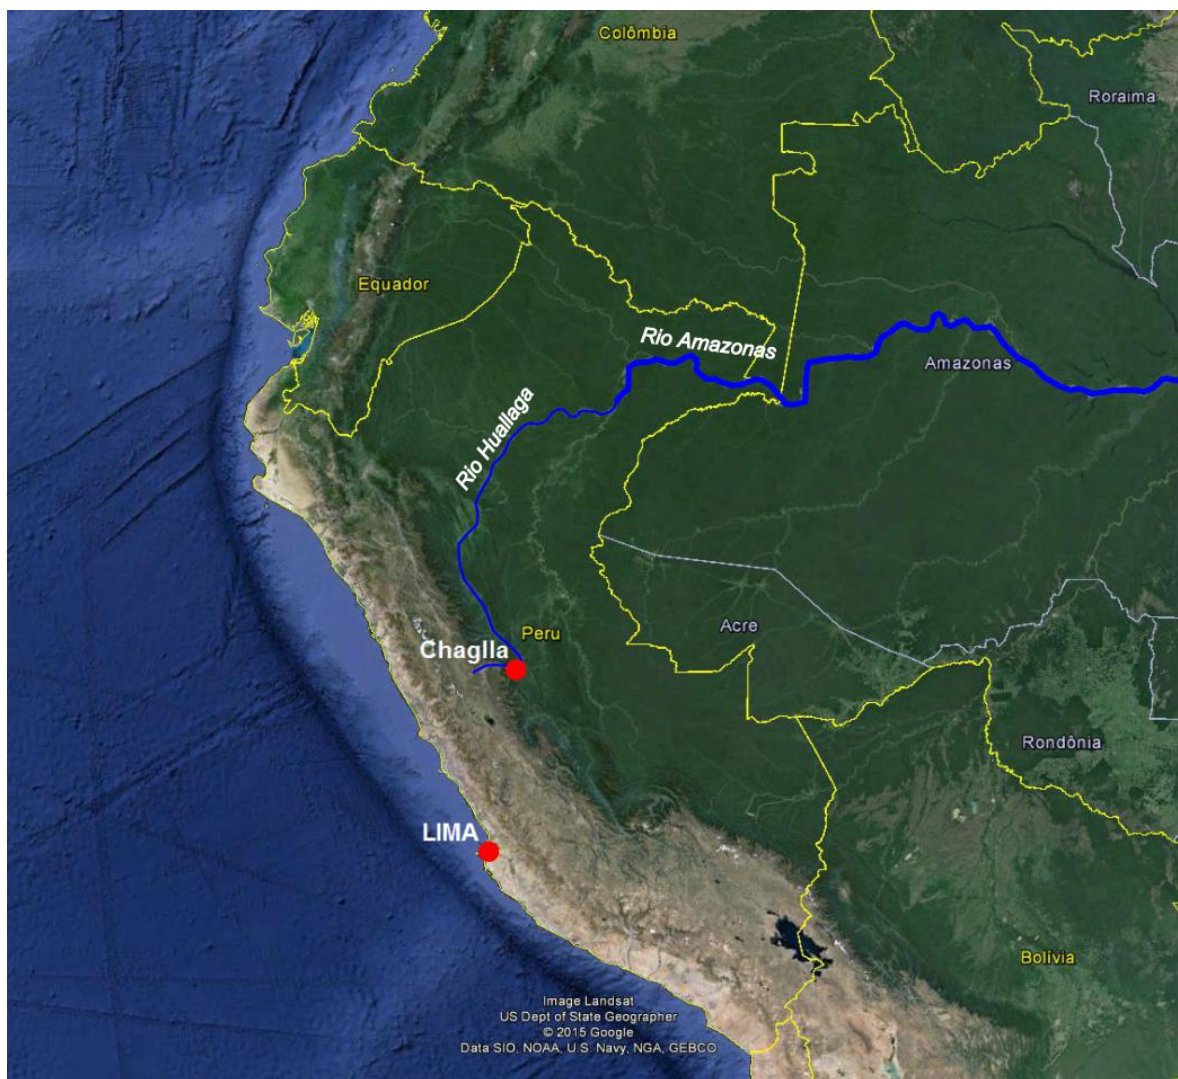 Colômbia
Roraima
Equador
Rio Amazonas
Amazonas
Rio Huallaga
Peru
Acre
Chaglla
Rondônia
LIMA
Bolívia
Image Landsat
US Dept of State Geographer
© 2015 Google
Data SIO, NOAA, U.S. Navy, NGA, GEBCO